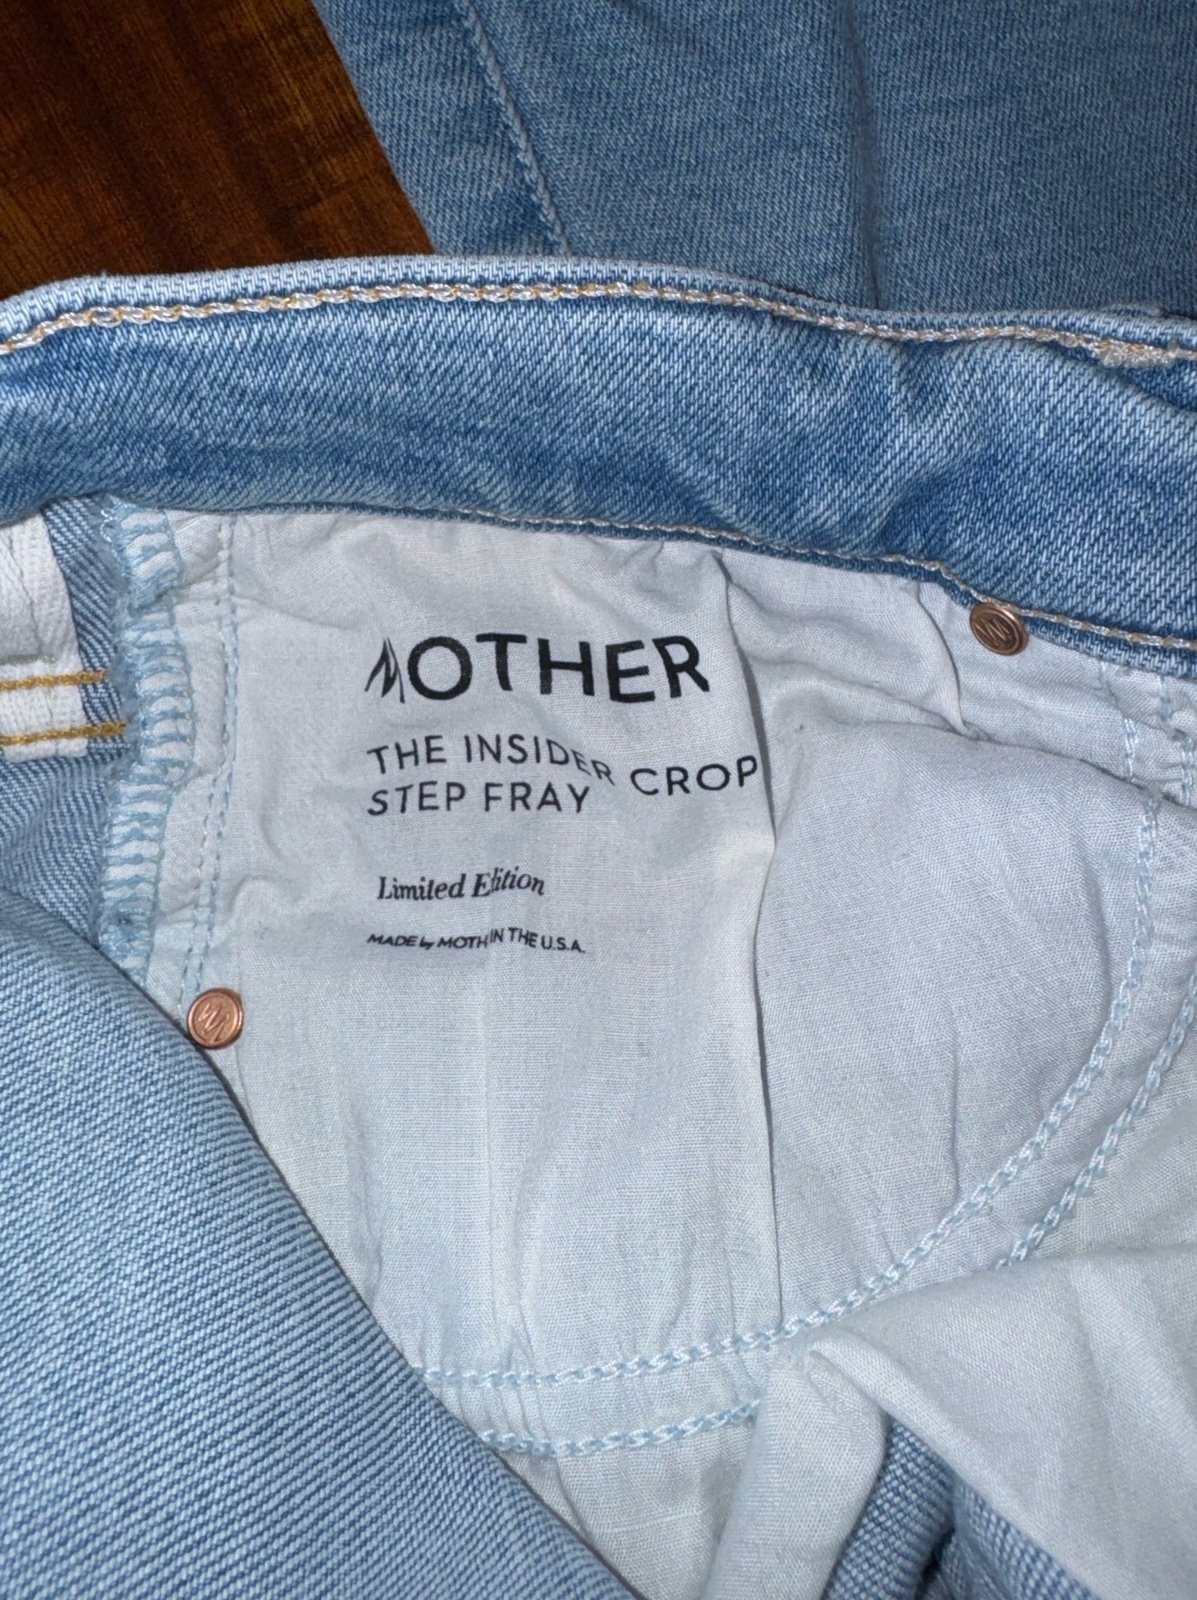 MOTHER
THE INSIDER CROP
STEP FRAY
Limited Edition
MADE by MOTH IN THE U.S.A.